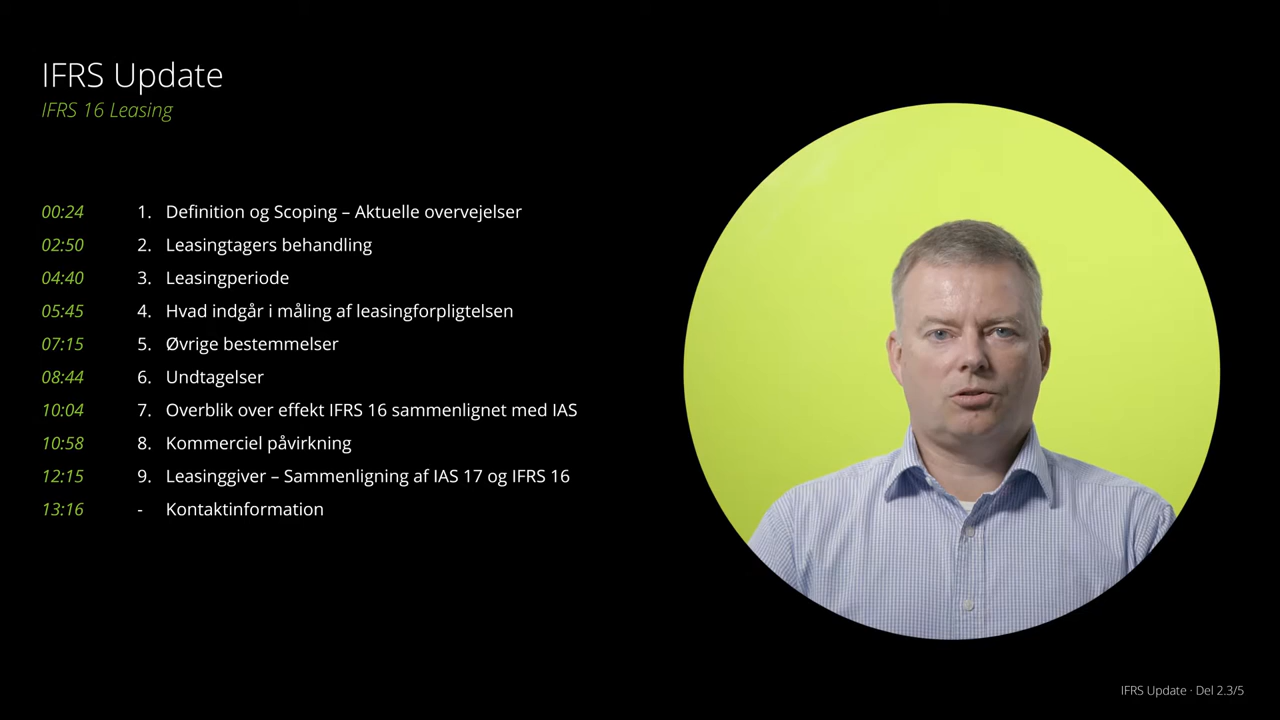 IFRS Update
IFRS 16 Leasing
00:24 1. Definition og Scoping – Aktuelle overvejelser
02:50 2. Leasingtagers behandling
04:40 3. Leasingperiode
05:45 4. Hvad indgår i måling af leasingforpligtelsen
07:15 5. Øvrige bestemmelser
08:44 6. Undtagelser
10:04 7. Overblik over effekt IFRS 16 sammenlignet med IAS
10:58 8. Kommerciel påvirkning
12:15 9. Leasinggiver – Sammenligning af IAS 17 og IFRS 16
13:16 - Kontaktinformation
IFRS Update · Del 2.3/5